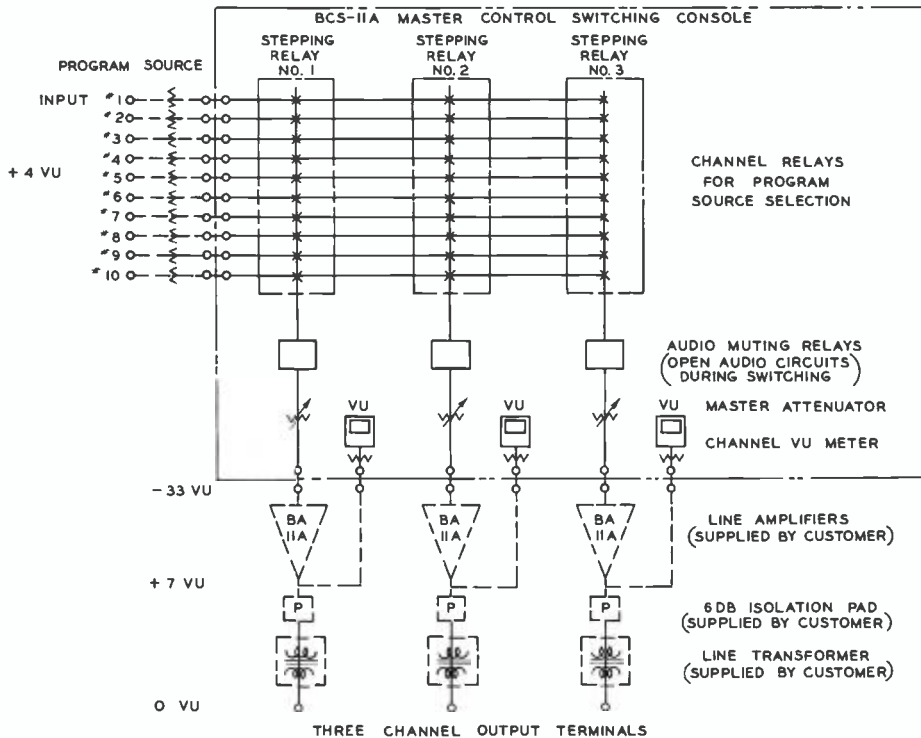 BCS-11A MASTER CONTROL SWITCHING CONSOLE
STEPPING
RELAY
NO. 1
STEPPING
RELAY
NO. 2
STEPPING
RELAY
NO. 3
PROGRAM SOURCE
INPUT #1
#2
#3
#4
#5
#6
#7
#8
#9
#10
+4 VU
CHANNEL RELAYS
FOR PROGRAM
SOURCE SELECTION
AUDIO MUTING RELAYS
(OPEN AUDIO CIRCUITS
DURING SWITCHING)
VU
VU
VU
MASTER ATTENUATOR
CHANNEL VU METER
-33 VU
BA
11A
BA
11A
BA
11A
LINE AMPLIFIERS
(SUPPLIED BY CUSTOMER)
+7 VU
P
P
P
6DB ISOLATION PAD
(SUPPLIED BY CUSTOMER)
LINE TRANSFORMER
(SUPPLIED BY CUSTOMER)
0 VU
THREE CHANNEL OUTPUT TERMINALS